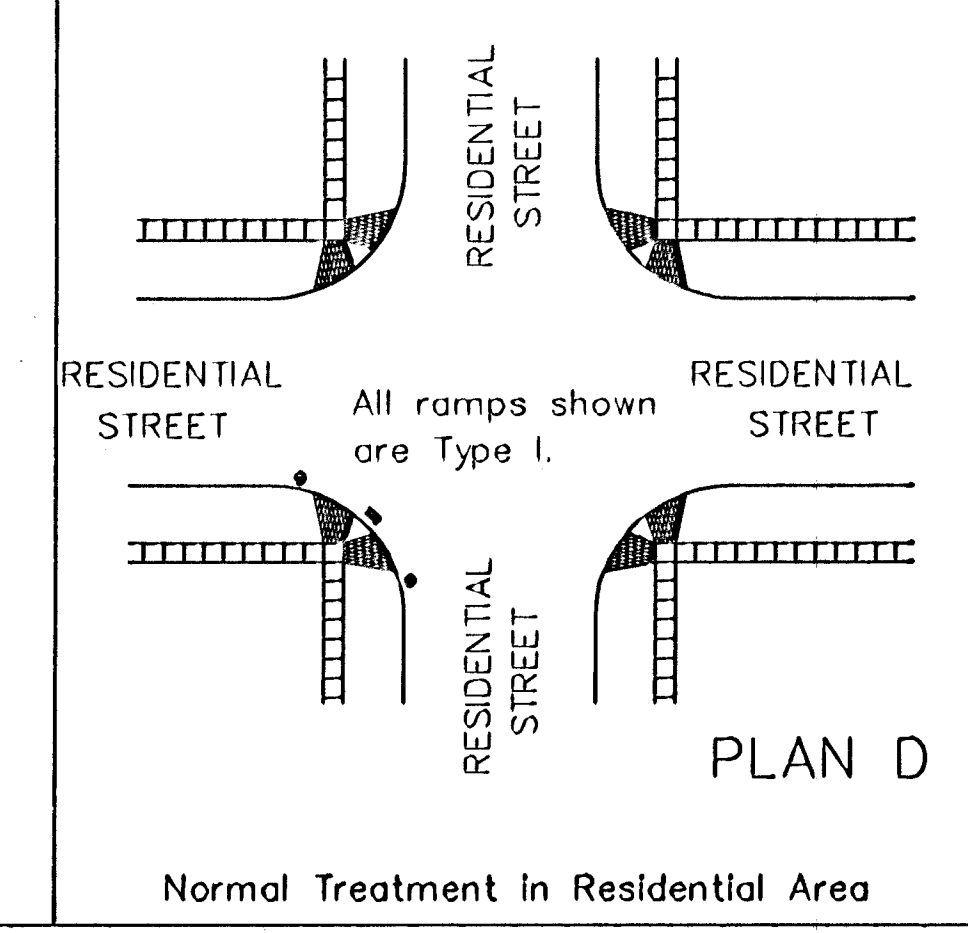 RESIDENTIAL
STREET
RESIDENTIAL
STREET
All ramps shown
are Type I.
RESIDENTIAL
STREET
RESIDENTIAL
STREET
PLAN D
Normal Treatment in Residential Area